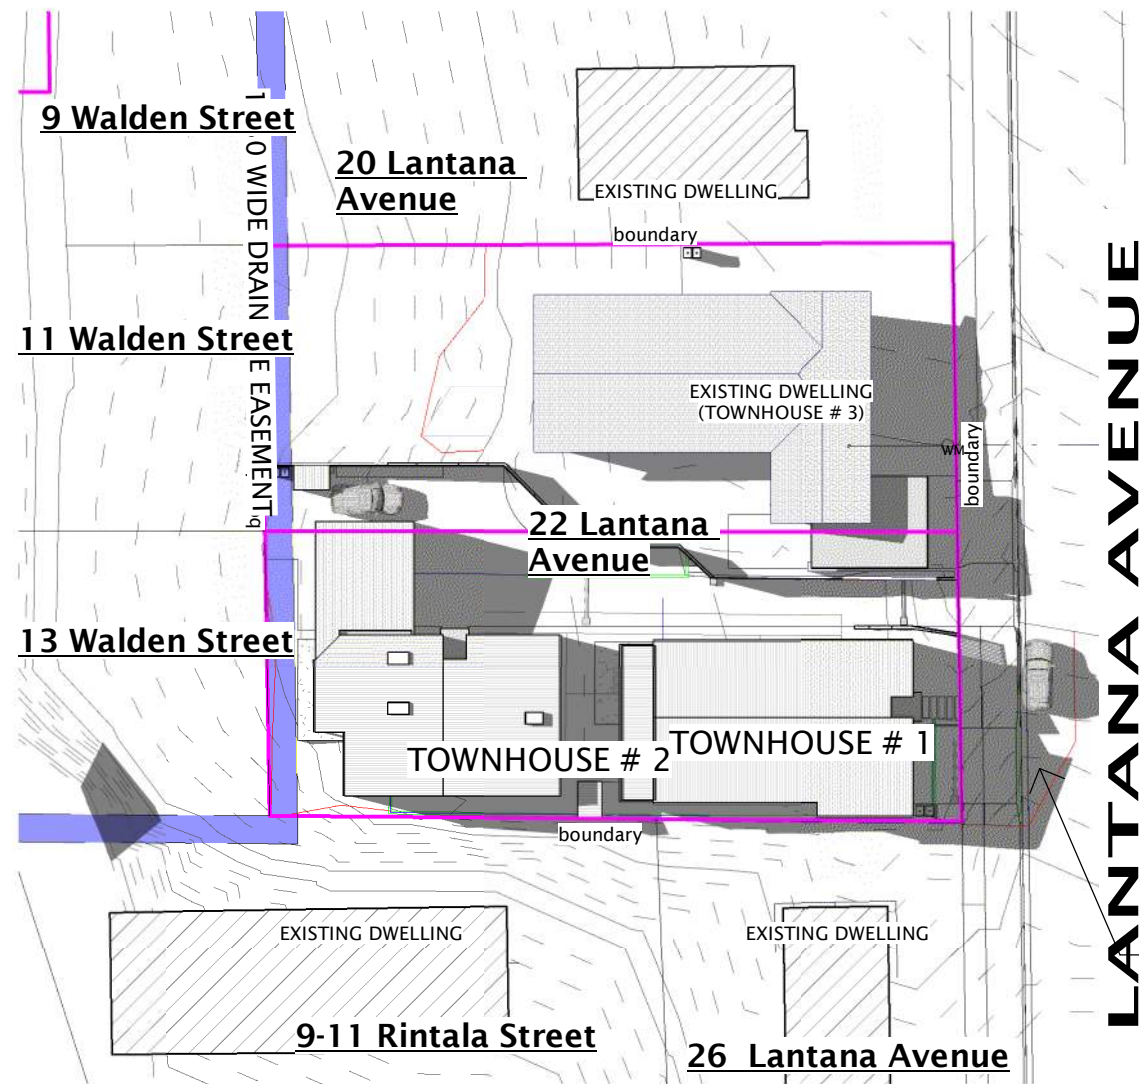 9 Walden Street
20 Lantana
Avenue
EXISTING DWELLING
boundary
0 WIDE DRAIN E EASEMENT
11 Walden Street
EXISTING DWELLING
(TOWNHOUSE # 3)
WM
boundary
LANTANA AVENUE
22 Lantana
Avenue
13 Walden Street
TOWNHOUSE # 2
TOWNHOUSE # 1
boundary
EXISTING DWELLING
EXISTING DWELLING
9-11 Rintala Street
26 Lantana Avenue